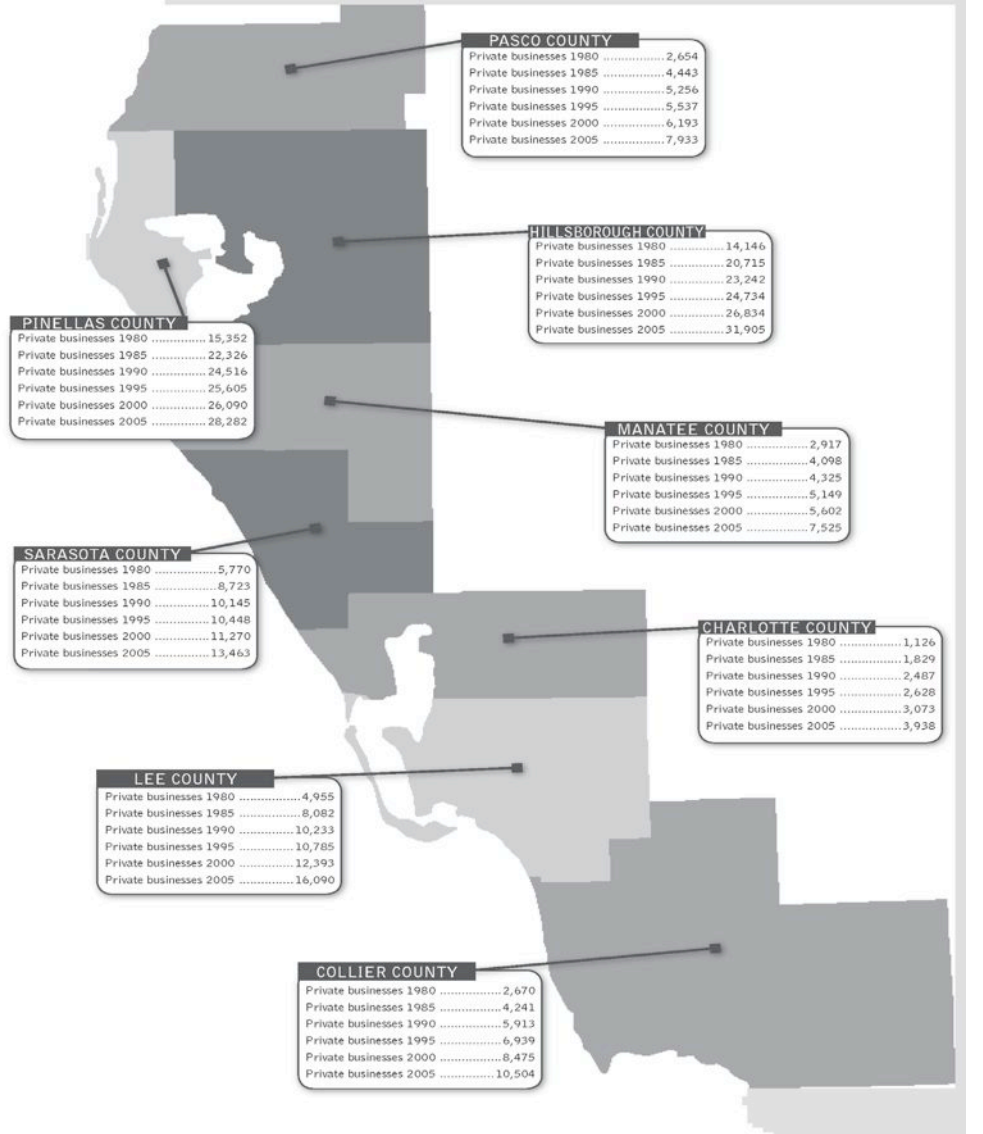 PASCO COUNTY
Private businesses 1980 ..................2,654
Private businesses 1985 ..................4,443
Private businesses 1990 ..................5,256
Private businesses 1995 ..................5,537
Private businesses 2000 ..................6,193
Private businesses 2005 ..................7,933
HILLSBOROUGH COUNTY
Private businesses 1980 ................14,146
Private businesses 1985 ................20,715
Private businesses 1990 ................23,242
Private businesses 1995 ................24,734
Private businesses 2000 ................26,834
Private businesses 2005 ................31,905
PINELLAS COUNTY
Private businesses 1980 ...............15,352
Private businesses 1985 ...............22,326
Private businesses 1990 ...............24,516
Private businesses 1995 ...............25,605
Private businesses 2000 ...............26,090
Private businesses 2005 ...............28,282
MANATEE COUNTY
Private businesses 1980 ..................2,917
Private businesses 1985 ..................4,098
Private businesses 1990 ..................4,325
Private businesses 1995 ..................5,149
Private businesses 2000 ..................5,602
Private businesses 2005 ..................7,525
SARASOTA COUNTY
Private businesses 1980 ..................5,770
Private businesses 1985 ..................8,723
Private businesses 1990 ................10,145
Private businesses 1995 ................10,448
Private businesses 2000 ................11,270
Private businesses 2005 ................13,463
CHARLOTTE COUNTY
Private businesses 1980 ..................1,126
Private businesses 1985 ..................1,829
Private businesses 1990 ..................2,487
Private businesses 1995 ..................2,628
Private businesses 2000 ..................3,073
Private businesses 2005 ..................3,938
LEE COUNTY
Private businesses 1980 ..................4,955
Private businesses 1985 ..................8,082
Private businesses 1990 ................10,233
Private businesses 1995 ................10,785
Private businesses 2000 ................12,393
Private businesses 2005 ................16,090
COLLIER COUNTY
Private businesses 1980 ..................2,670
Private businesses 1985 ..................4,241
Private businesses 1990 ..................5,913
Private businesses 1995 ..................6,939
Private businesses 2000 ..................8,475
Private businesses 2005 ................10,504